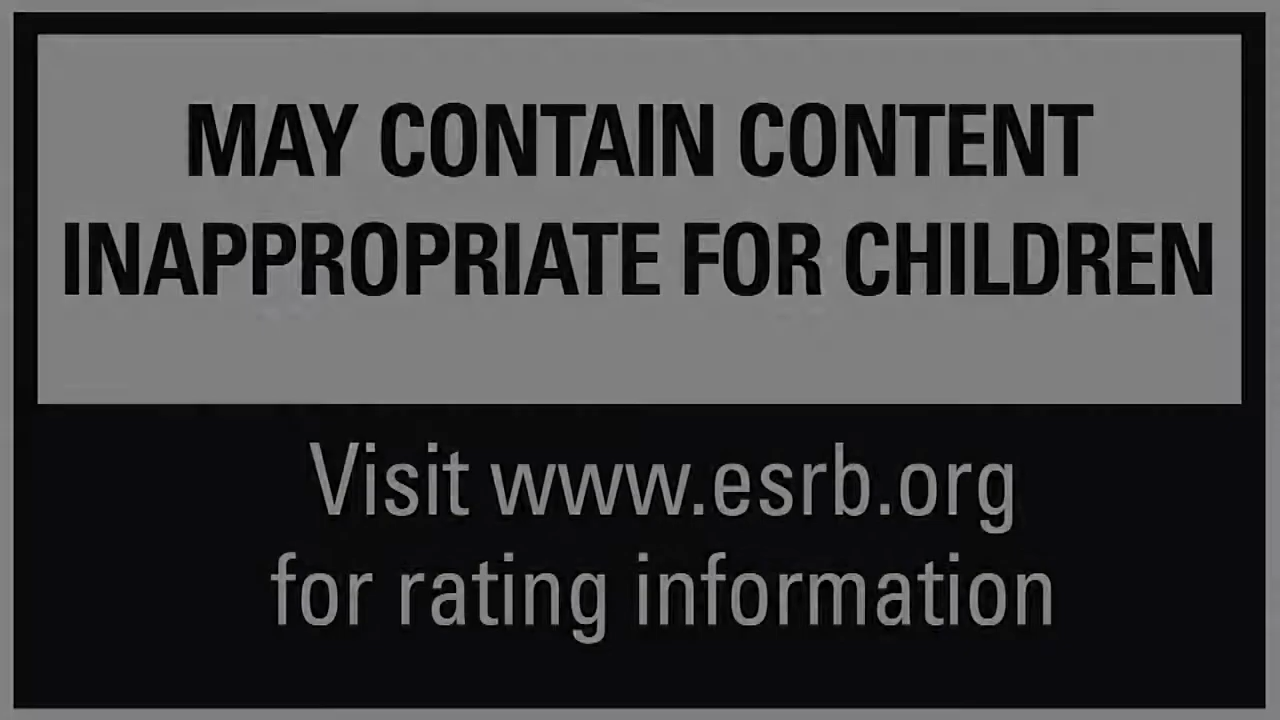 MAY CONTAIN CONTENT
INAPPROPRIATE FOR CHILDREN
Visit www.esrb.org
for rating information